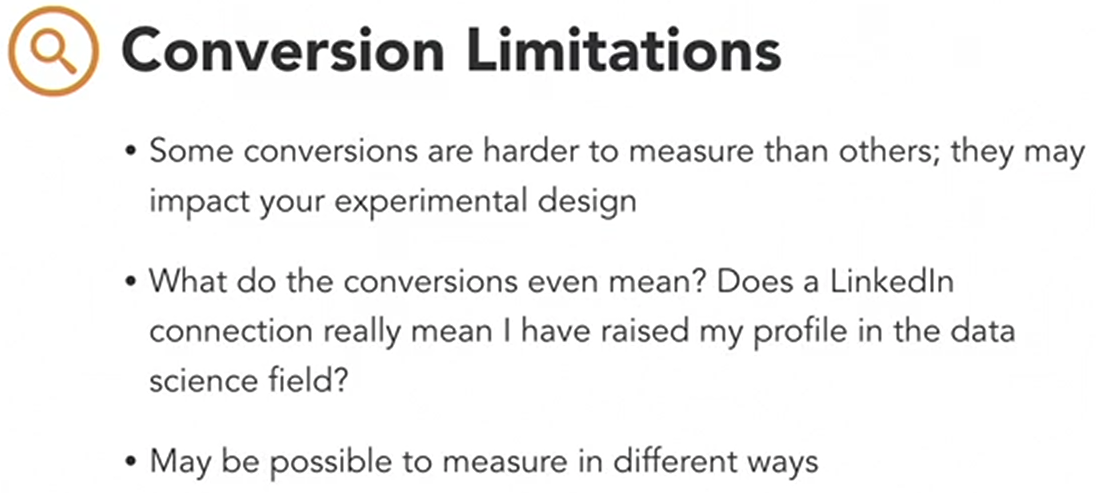 Conversion Limitations
• Some conversions are harder to measure than others; they may
impact your experimental design
• What do the conversions even mean? Does a LinkedIn
connection really mean I have raised my profile in the data
science field?
• May be possible to measure in different ways